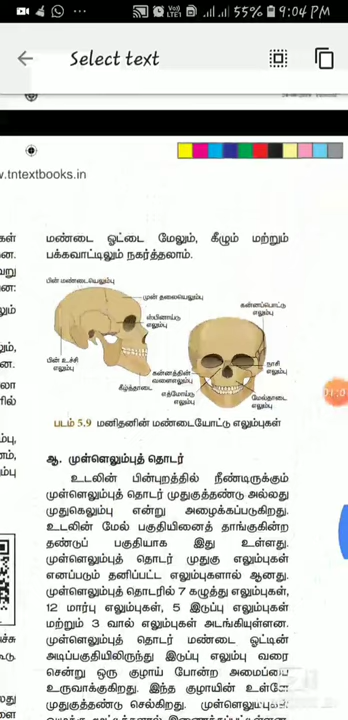 55% 9:04 PM
Select text
w.tntextbooks.in
மண்டை ஓட்டை மேலும், கீழும் மற்றும்
பக்கவாட்டிலும் நகர்த்தலாம்.
பின் மண்டையெலும்பு
முன் தலையெலும்பு
ஸ்பினாய்டு
எலும்பு
கன்னப்பொட்டு
எலும்பு
பின் உச்சி
எலும்பு
கன்னத்தின்
வளைஎலும்பு
நாசி
எலும்பு
கீழ்த்தாடை
எத்மோய்டு
எலும்பு
மேல்தாடை
எலும்பு
படம் 5.9 மனிதனின் மண்டையோட்டு எலும்புகள்
ஆ. முள்ளெலும்புத் தொடர்
உடலின் பின்புறத்தில் நீண்டிருக்கும்
முள்ளெலும்புத் தொடர் முதுகுத்தண்டு அல்லது
முதுகெலும்பு என்று அழைக்கப்படுகிறது.
உடலின் மேல் பகுதியினைத் தாங்குகின்ற
தண்டுப் பகுதியாக இது உள்ளது.
முள்ளெலும்புத் தொடர் முதுகு எலும்புகள்
எனப்படும் தனிப்பட்ட எலும்புகளால் ஆனது.
முள்ளெலும்புத் தொடரில் 7 கழுத்து எலும்புகள்,
12 மார்பு எலும்புகள், 5 இடுப்பு எலும்புகள்
மற்றும் 3 வால் எலும்புகள் அடங்கியுள்ளன.
முள்ளெலும்புத் தொடர் மண்டை ஓட்டின்
அடிப்பகுதியிலிருந்து இடுப்பு எலும்பு வரை
சென்று ஒரு குழாய் போன்ற அமைப்பை
உருவாக்குகிறது. இந்த குழாயின் உள்ளே
முதுகுத்தண்டு செல்கிறது. முள்ளெலும்புகள்